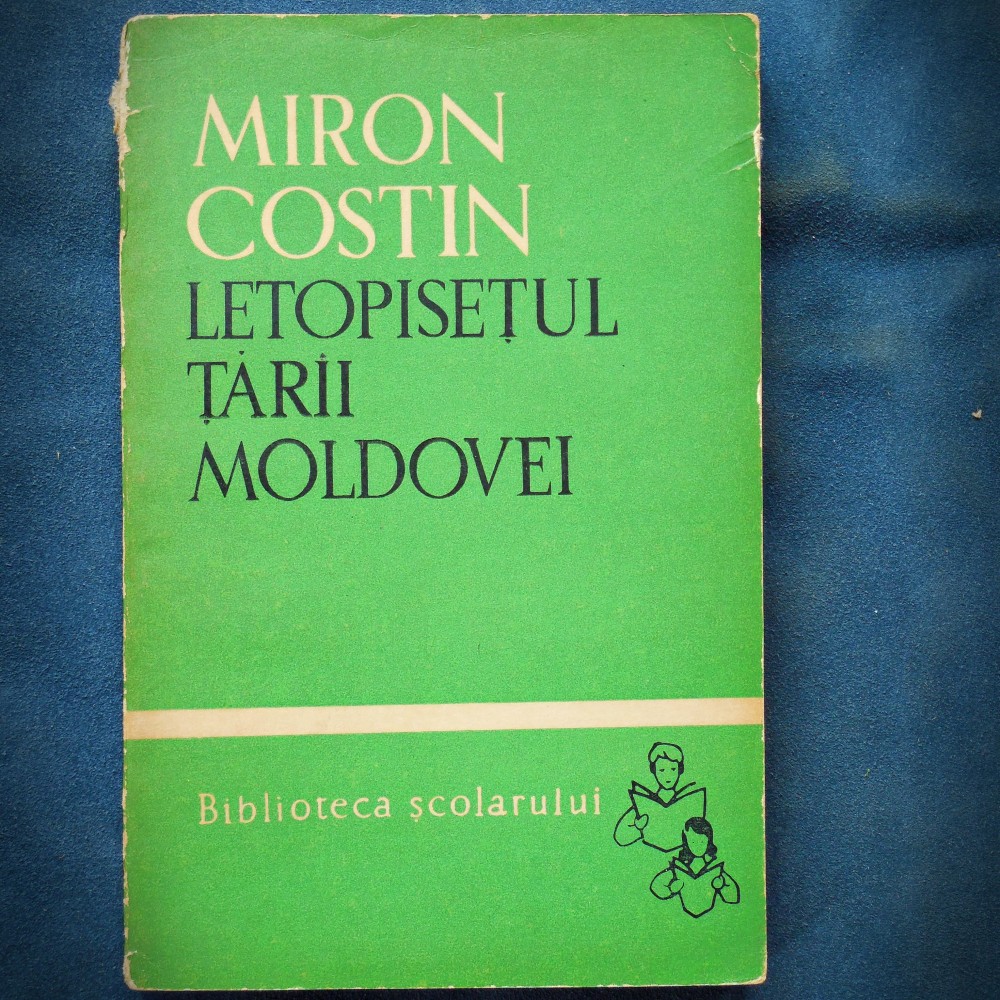 MIRON
COSTIN
LETOPISEȚUL
ȚĂRII
MOLDOVEI
Biblioteca școlarului